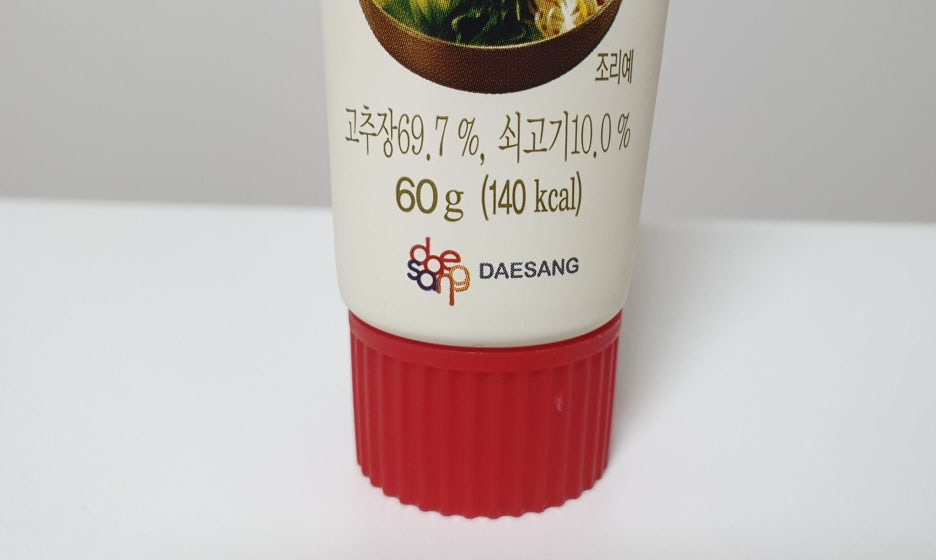 조리예
고추장69.7 %, 쇠고기10.0 %
60 g (140 kcal)
daesang DAESANG